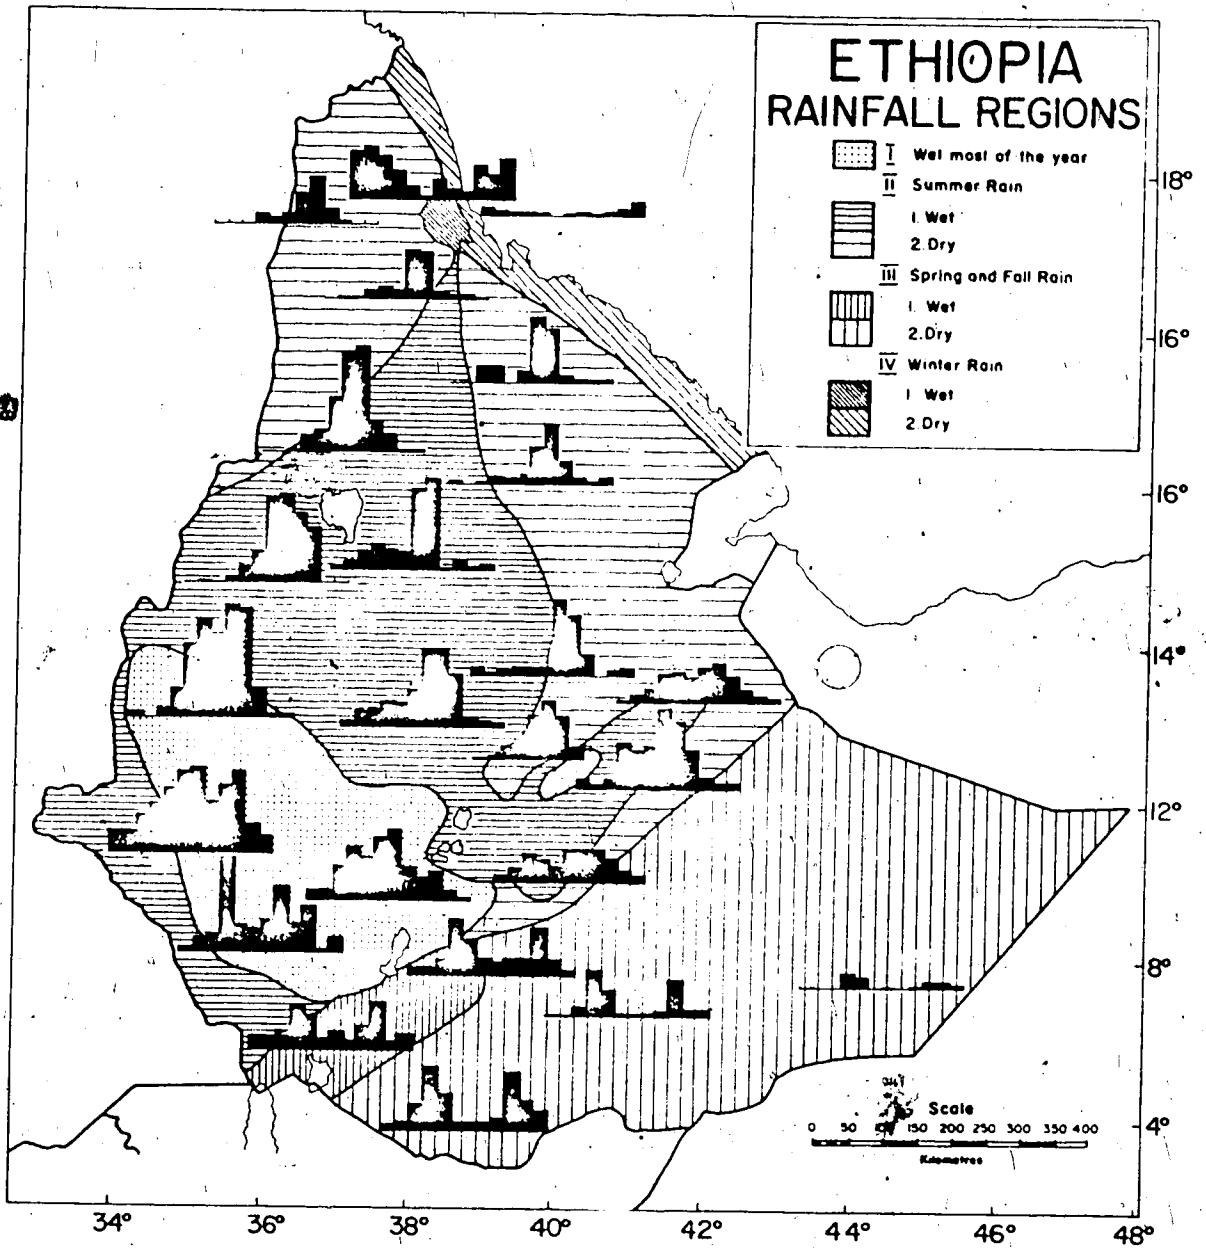 ETHIOPIA
RAINFALL REGIONS
I Wet most of the year
II Summer Rain
1. Wet
2. Dry
III Spring and Fall Rain
1. Wet
2. Dry
IV Winter Rain
1 Wet
2. Dry
18°
16°
16°
14°
12°
8°
4°
Scale
0 50 150 200 250 300 350 400
Kilometres
34° 36° 38° 40° 42° 44° 46° 48°